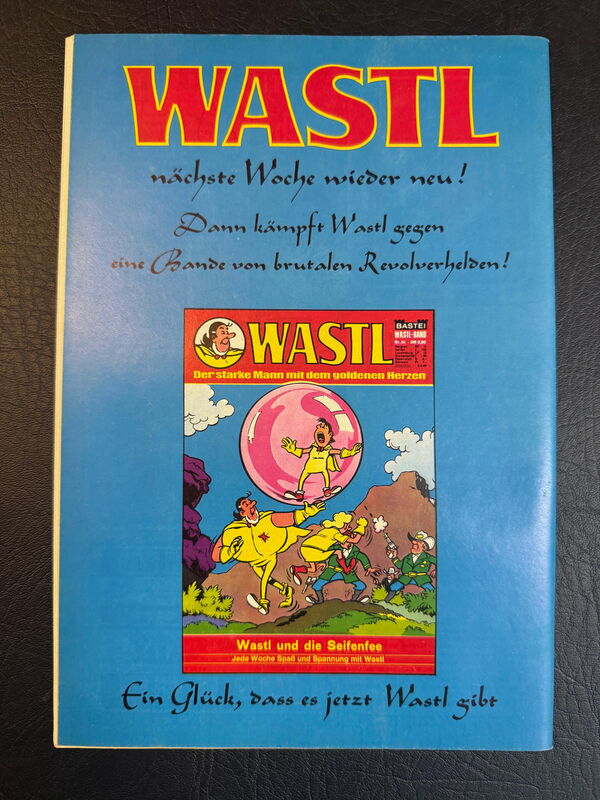 WASTL
nächste Woche wieder neu!
Dann kämpft Wastl gegen
eine Bande von brutalen Revolverhelden!
WASTL
BASTEI
WASTL-BAND
Der starke Mann mit dem goldenen Herzen
Wastl und die Seifenfee
Jede Woche Spaß und Spannung mit Wastl
Ein Glück, dass es jetzt Wastl gibt